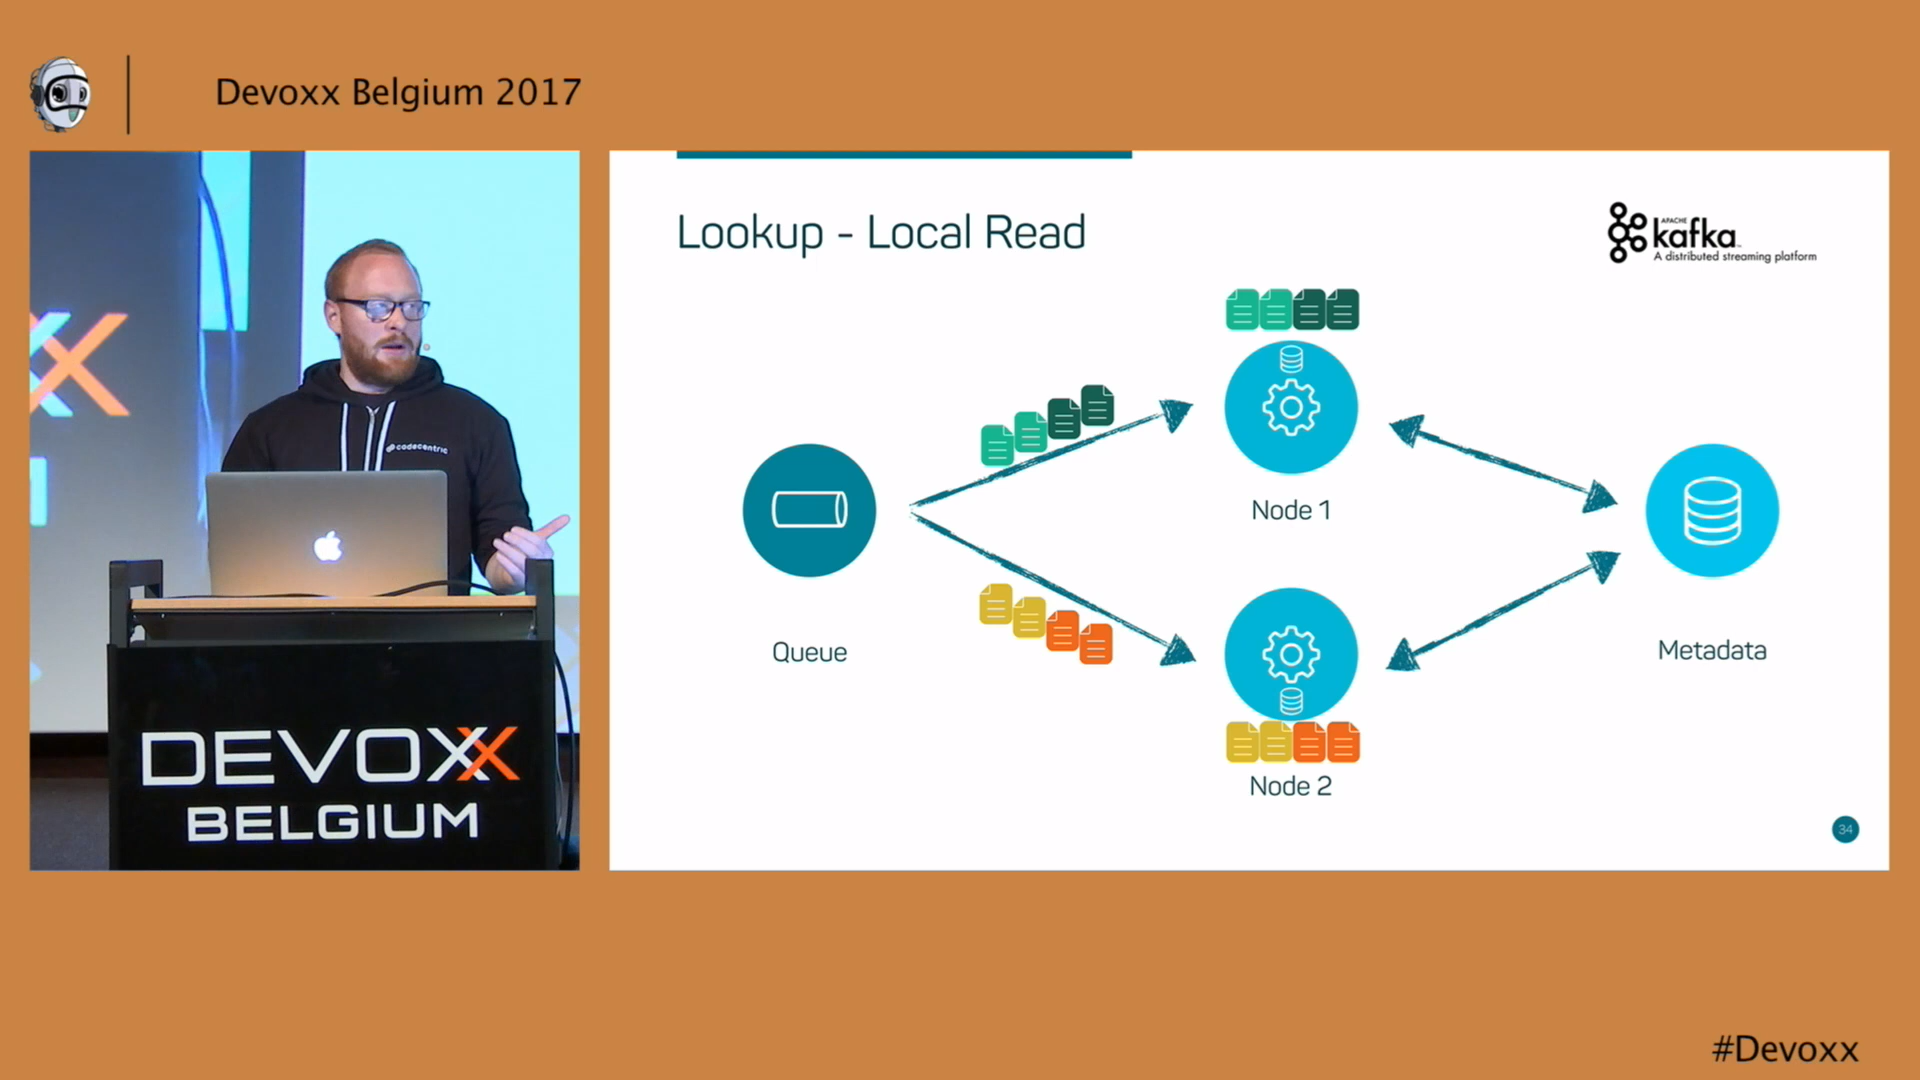 Devoxx Belgium 2017
codecentric
DEVOXX
BELGIUM
Lookup - Local Read
APACHE
kafka
A distributed streaming platform
Node 1
Queue
Metadata
Node 2
34
#Devoxx